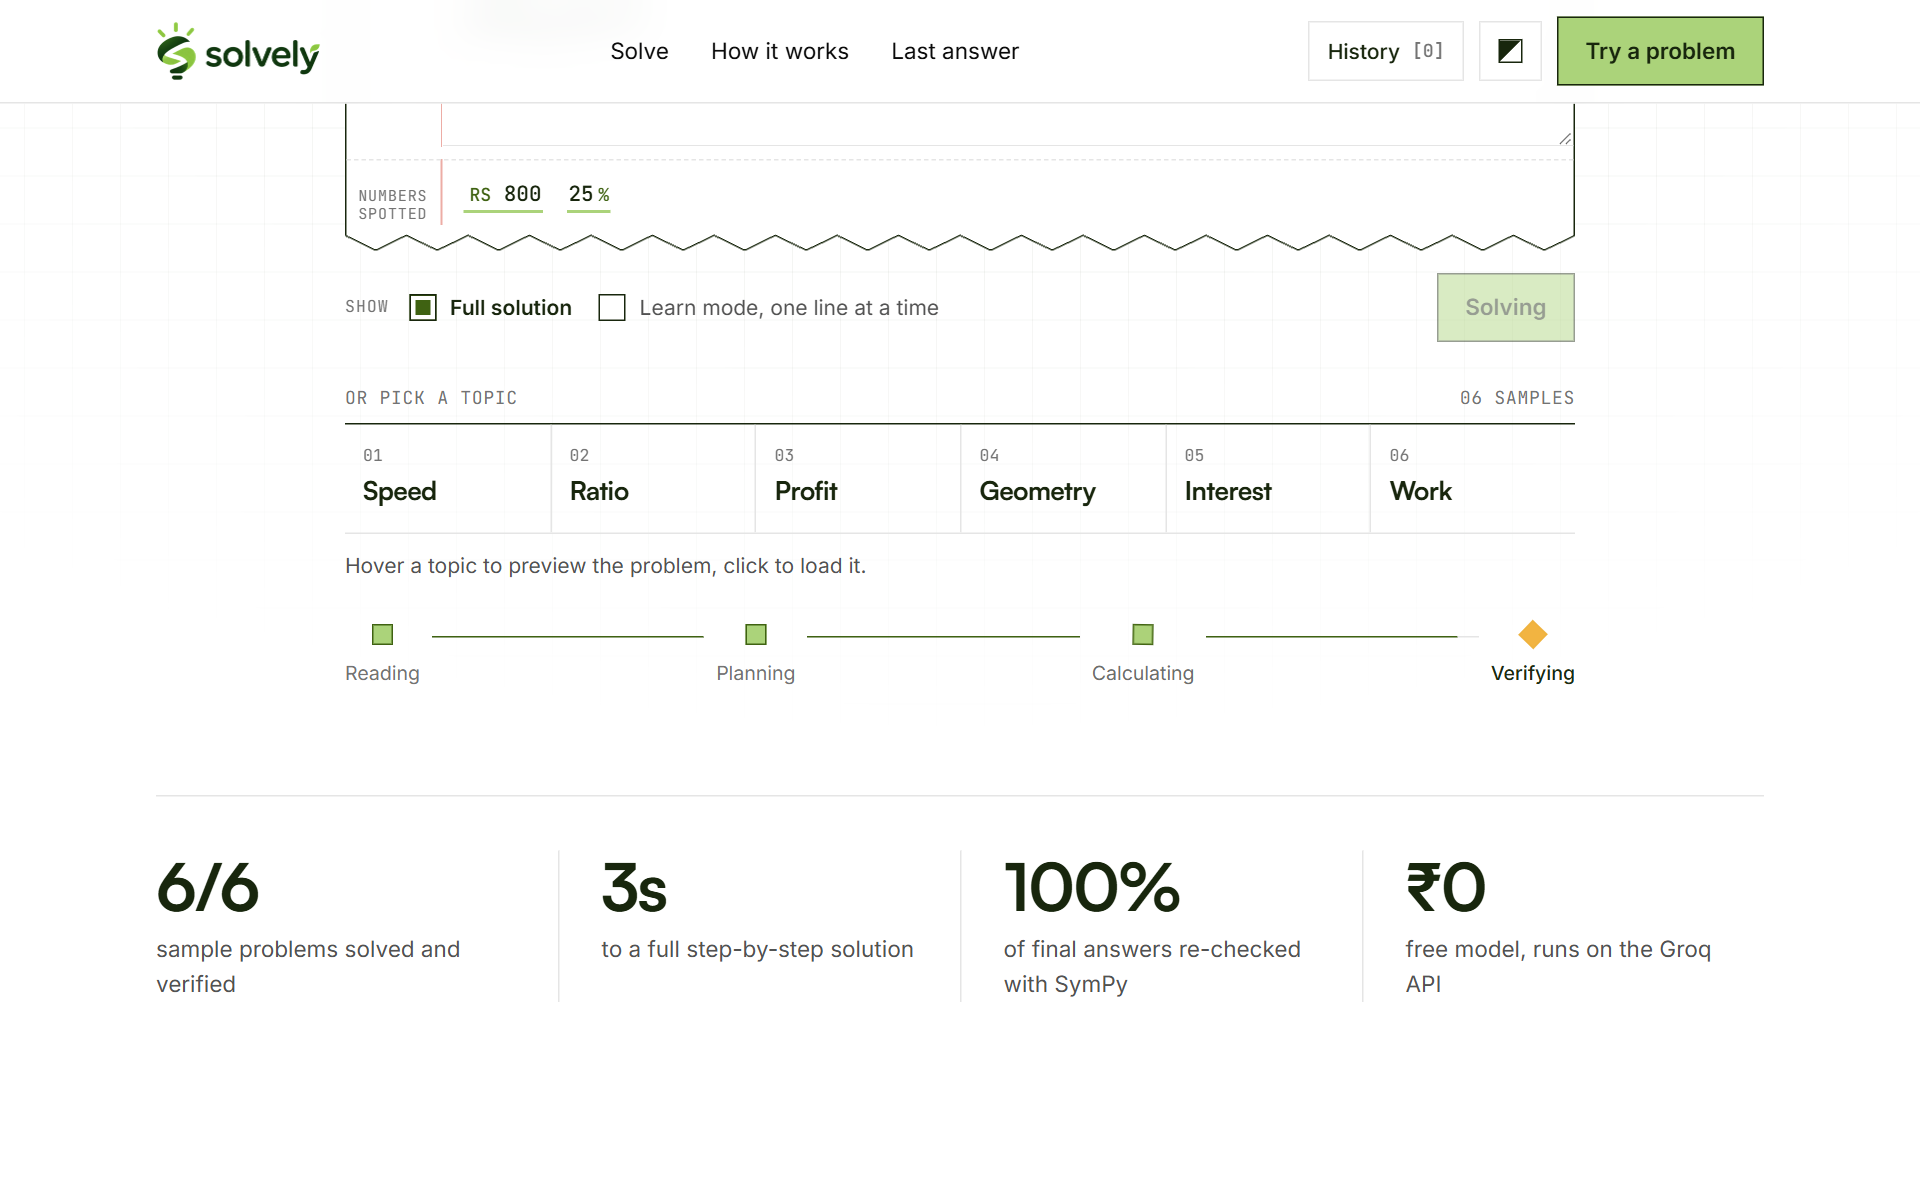 solvely
Solve How it works Last answer
History [0]
Try a problem
NUMBERS SPOTTED
RS 800 25%
SHOW Full solution Learn mode, one line at a time
Solving
OR PICK A TOPIC
06 SAMPLES
01 Speed
02 Ratio
03 Profit
04 Geometry
05 Interest
06 Work
Hover a topic to preview the problem, click to load it.
Reading Planning Calculating Verifying
6/6
sample problems solved and
verified
3s
to a full step-by-step solution
100%
of final answers re-checked
with SymPy
₹0
free model, runs on the Groq
API